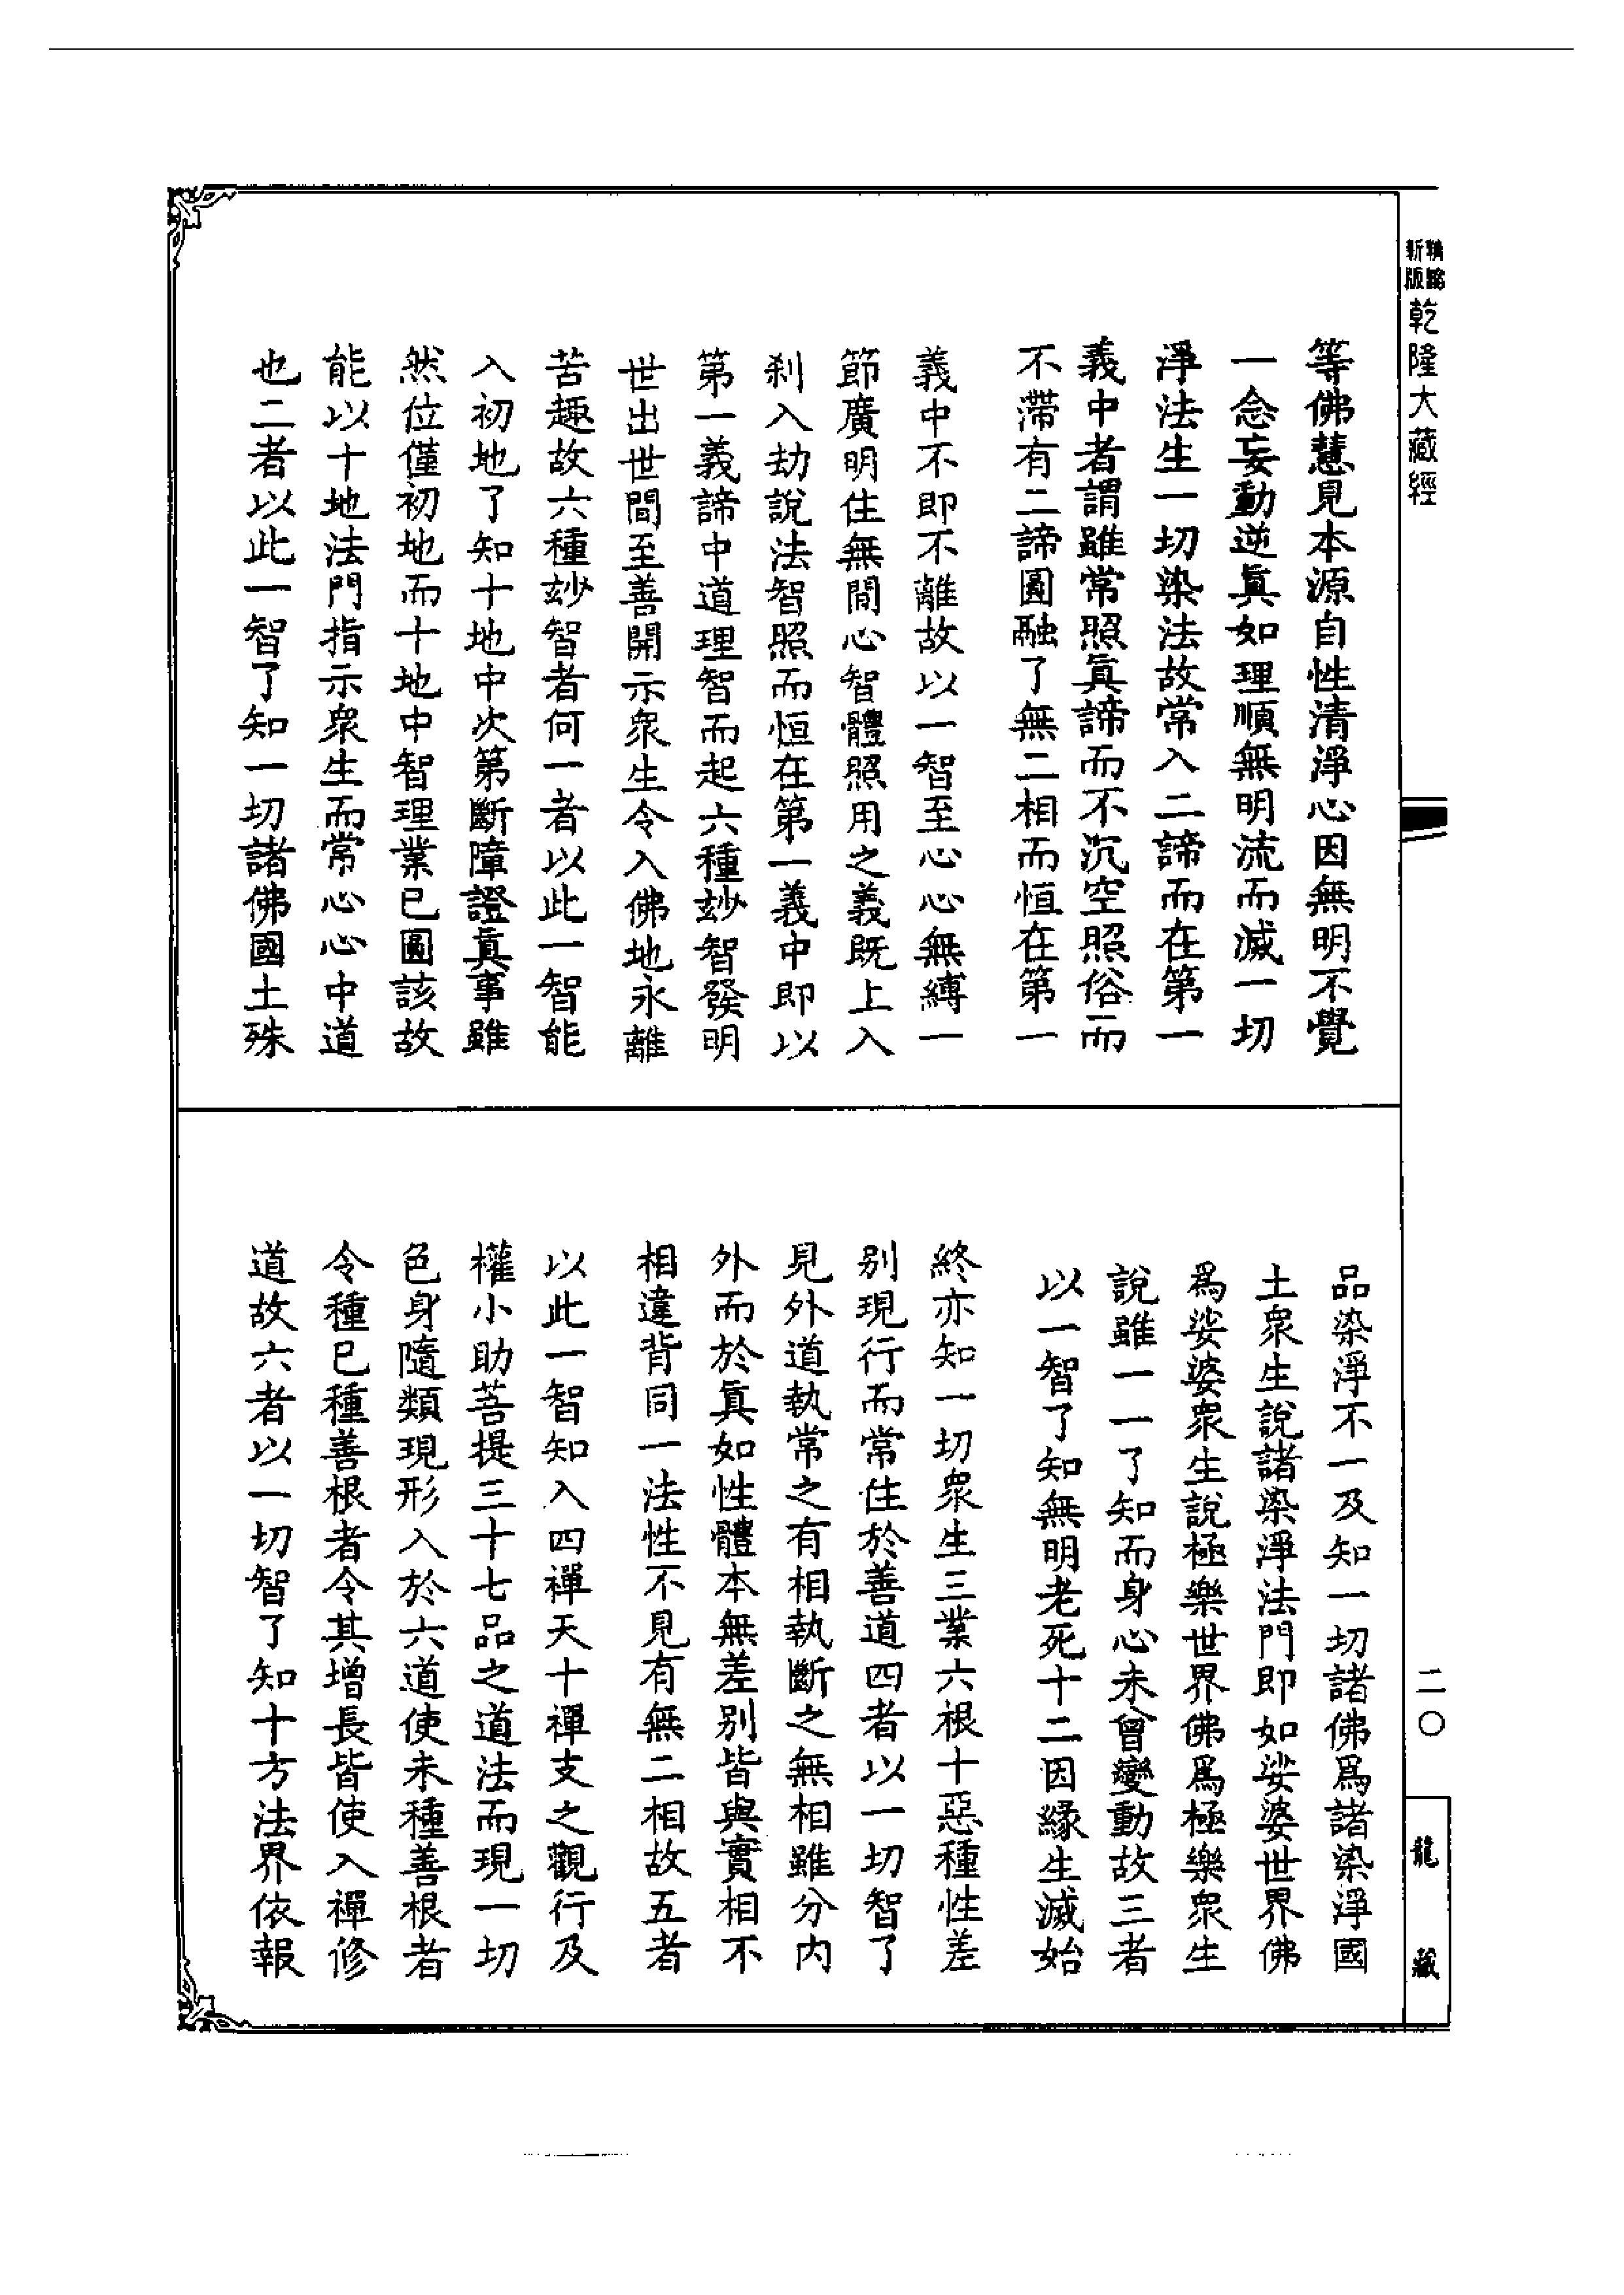 新版
精縮
乾隆大藏經
等佛慧見本源自性清淨心因無明不覺
一念妄動逆眞如理順無明流而滅一切
淨法生一切染法故常入二諦而在第一
義中者謂雖常照眞諦而不沉空照俗而
不滯有二諦圓融了無二相而恒在第一
義中不即不離故以一智至心心無縛一
節廣明住無間心智體照用之義既上入
刹入劫說法智照而恒在第一義中即以
第一義諦中道理智而起六種玅智發明
世出世間至善開示衆生令入佛地永離
苦趣故六種玅智者何一者以此一智能
入初地了知十地中次第斷障證眞事雖
然位僅初地而十地中智理業已圓該故
能以十地法門指示衆生而常心心中道
也二者以此一智了知一切諸佛國土殊
品染淨不一及知一切諸佛爲諸染淨國
土衆生說諸染淨法門即如娑婆世界佛
爲娑婆衆生說極樂世界佛爲極樂衆生
說雖一一了知而身心未曾變動故三者
以一智了知無明老死十二因緣生滅始
終亦知一切衆生三業六根十惡種性差
别現行而常住於善道四者以一切智了
見外道執常之有相執斷之無相雖分内
外而於眞如性體本無差别皆與實相不
相違背同一法性不見有無二相故五者
以此一智知入四禪天十禪支之觀行及
權小助菩提三十七品之道法而現一切
色身隨類現形入於六道使未種善根者
令種已種善根者令其增長皆使入禪修
道故六者以一切智了知十方法界依報
二〇
龍藏